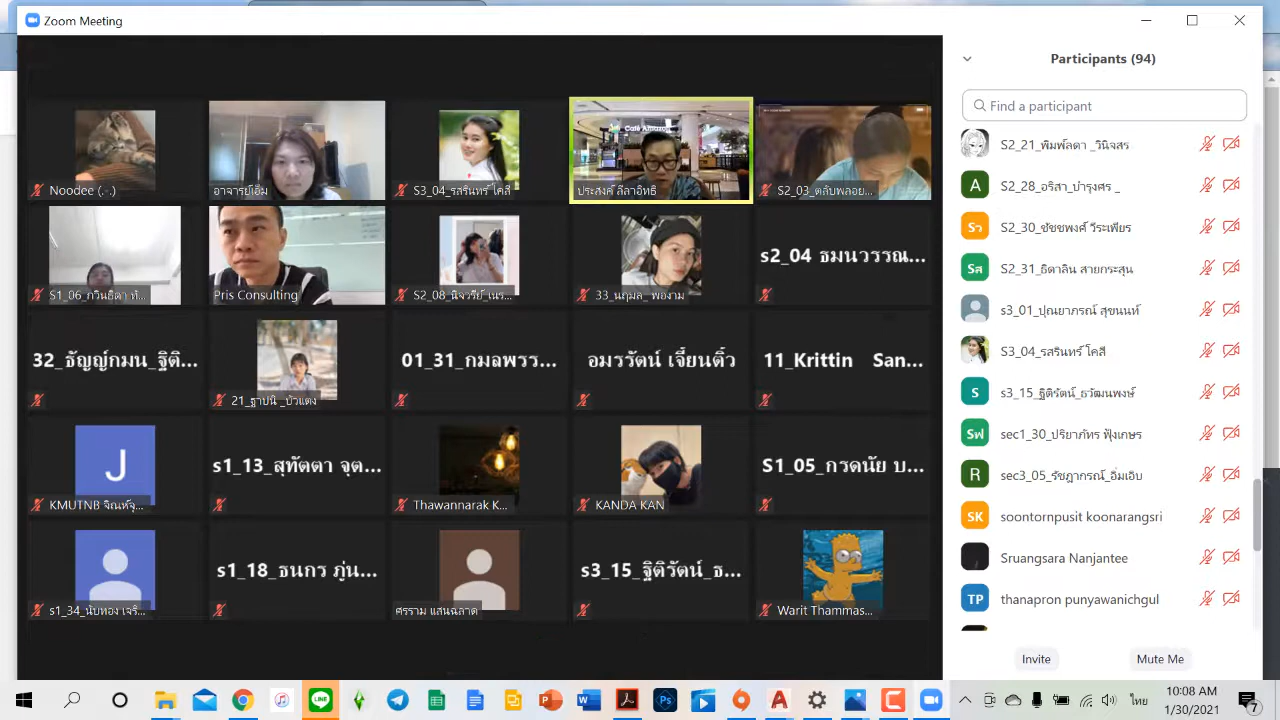 Zoom Meeting
Noodee (. .)
อาจารย์เอ้ม
S3_04_รสรินทร์ โคสี
Café Amazon
ประสงค์ ลีลาอิทธิ
S2_03_ตลับพลอย...
S1_06_กวินธิดา ทั...
Pris Consulting
S2_08_นิจวรีย์_เนร...
33_นฤมล_ พองาม
s2_04 ธมนวรรณ...
32_ธัญญ์กมน_ฐิติ...
21_ฐาปนี _บัวแดง
01_31_กมลพรร...
อมรรัตน์ เจี๊ยนติ๋ว
11_Krittin San...
J
KMUTNB จิณห์จุ...
s1_13_สุทัตตา จุต...
Thawannarak K...
KANDA KAN
S1_05_กรดนัย บ...
s1_34_นับทอง เจริ...
s1_18_ธนกร ภู่น...
ศรราม แสนฉลาด
s3_15_ฐิติรัตน์_ธ...
Warit Thammas...
Participants (94)
Find a participant
S2_21_พิมพ์ลดา _วินิจสร
A S2_28_อริสา_บำรุงศร _
Sว S2_30_ชัชชพงศ์ วีระเพียร
Sส S2_31_ธิตาลิน สายกระสุน
s3_01_ปุณยาภรณ์ สุขนนท์
S3_04_รสรินทร์ โคสี
S s3_15_ฐิติรัตน์_ธวัฒนพงษ์
Sฟ sec1_30_ปริยาภัทร ฟุ้งเกษร
R sec3_05_รัชฎากรณ์_อิ่มเอิบ
SK soontornpusit koonarangsri
Sruangsara Nanjantee
TP thanapron punyawanichgul
Invite
Mute Me
LINE
Ps
ไทย
10:08 AM
1/30/2021
7